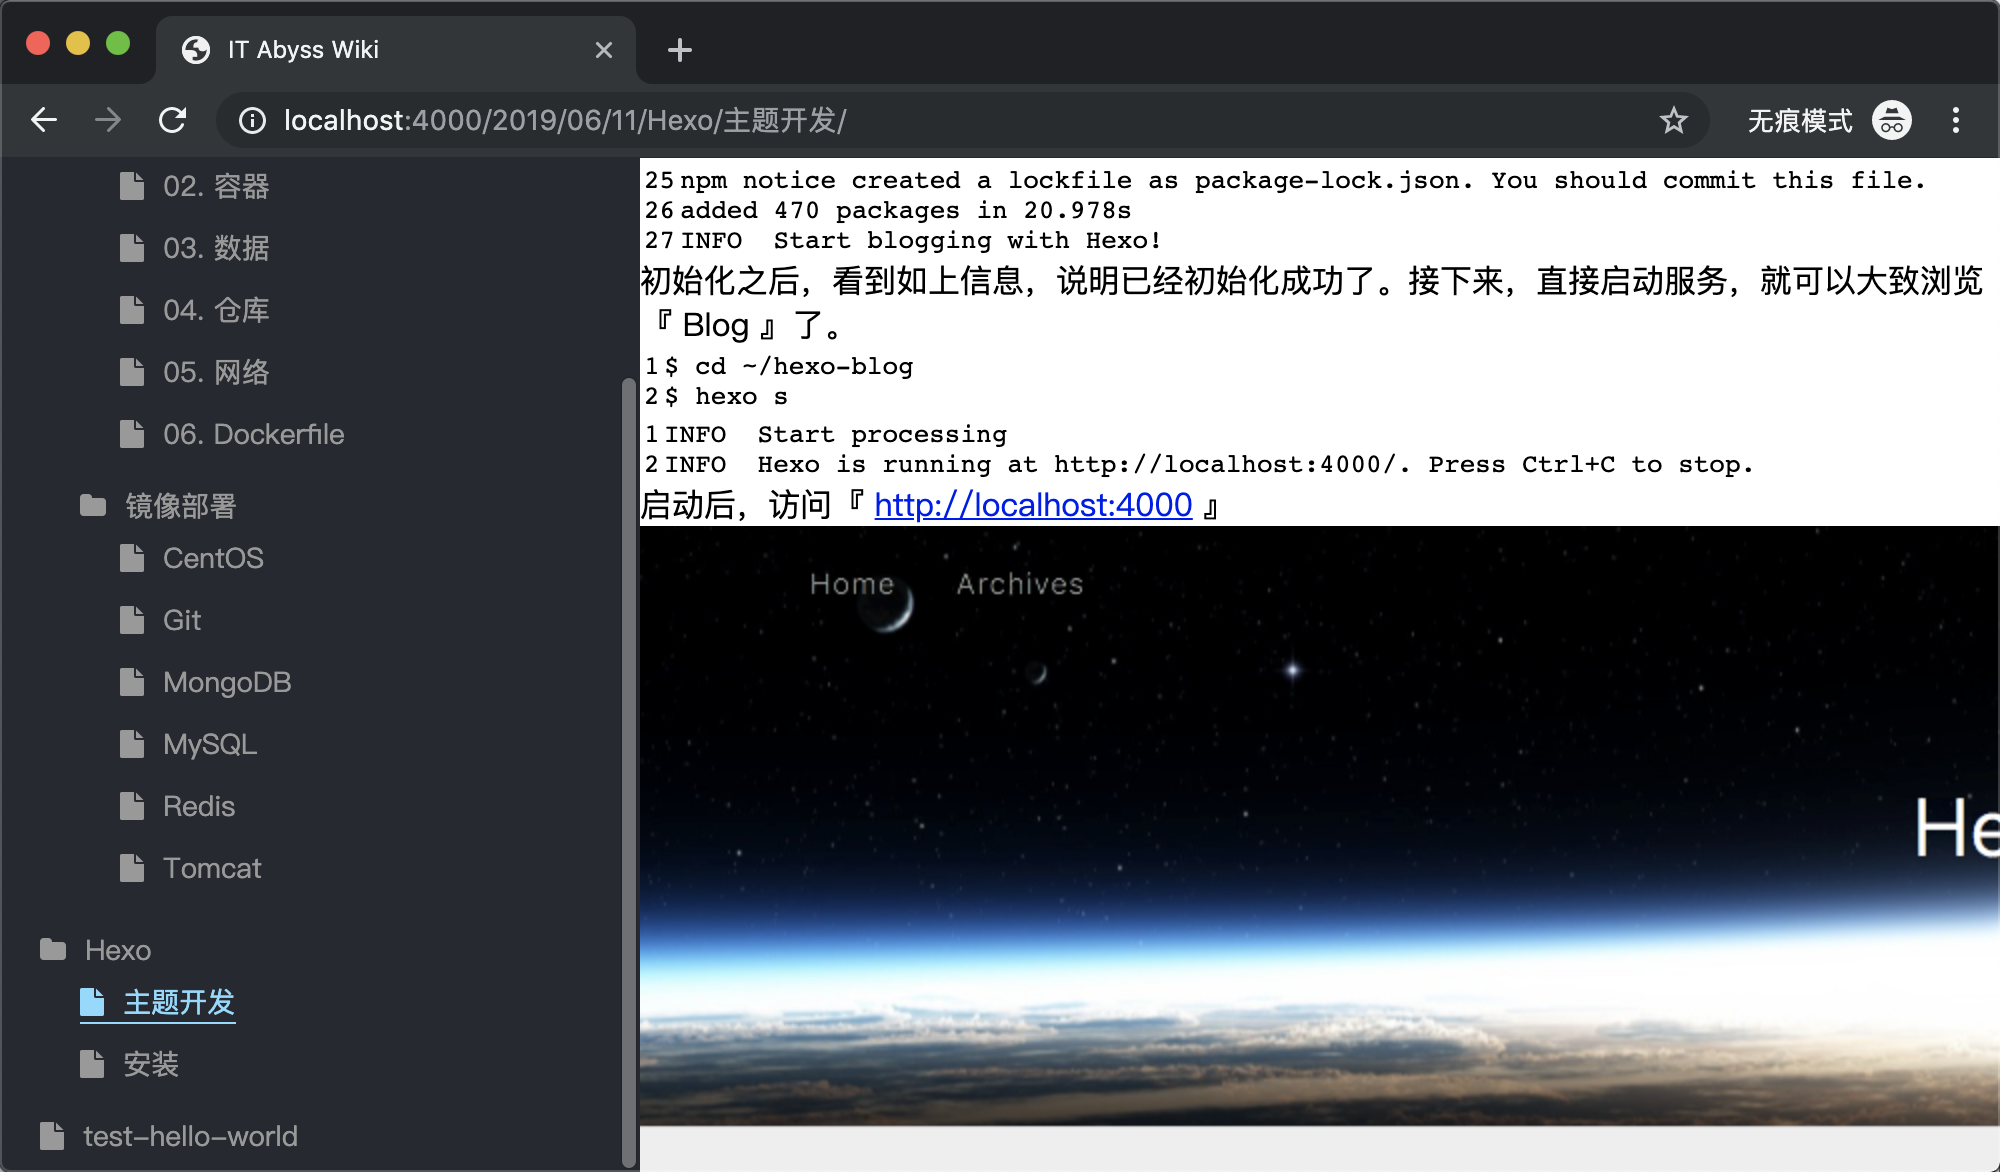 IT Abyss Wiki
localhost:4000/2019/06/11/Hexo/主题开发/
无痕模式
02. 容器
03. 数据
04. 仓库
05. 网络
06. Dockerfile
镜像部署
CentOS
Git
MongoDB
MySQL
Redis
Tomcat
Hexo
主题开发
安装
test-hello-world
25 npm notice created a lockfile as package-lock.json. You should commit this file.
26 added 470 packages in 20.978s
27 INFO  Start blogging with Hexo!
初始化之后，看到如上信息，说明已经初始化成功了。接下来，直接启动服务，就可以大致浏览
『 Blog 』了。
1 $ cd ~/hexo-blog
2 $ hexo s
1 INFO  Start processing
2 INFO  Hexo is running at http://localhost:4000/. Press Ctrl+C to stop.
启动后，访问『 http://localhost:4000 』
Home Archives
He